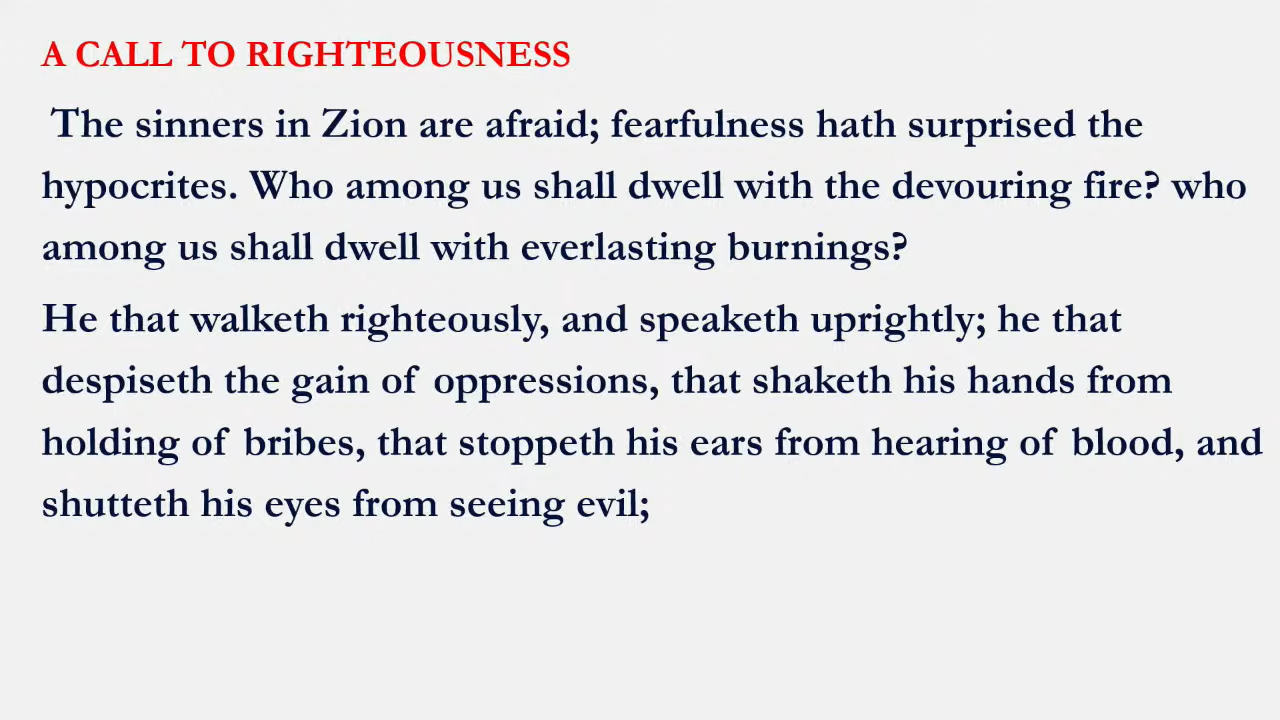 A CALL TO RIGHTEOUSNESS
The sinners in Zion are afraid; fearfulness hath surprised the
hypocrites. Who among us shall dwell with the devouring fire? who
among us shall dwell with everlasting burnings?
He that walketh righteously, and speaketh uprightly; he that
despiseth the gain of oppressions, that shaketh his hands from
holding of bribes, that stoppeth his ears from hearing of blood, and
shutteth his eyes from seeing evil;